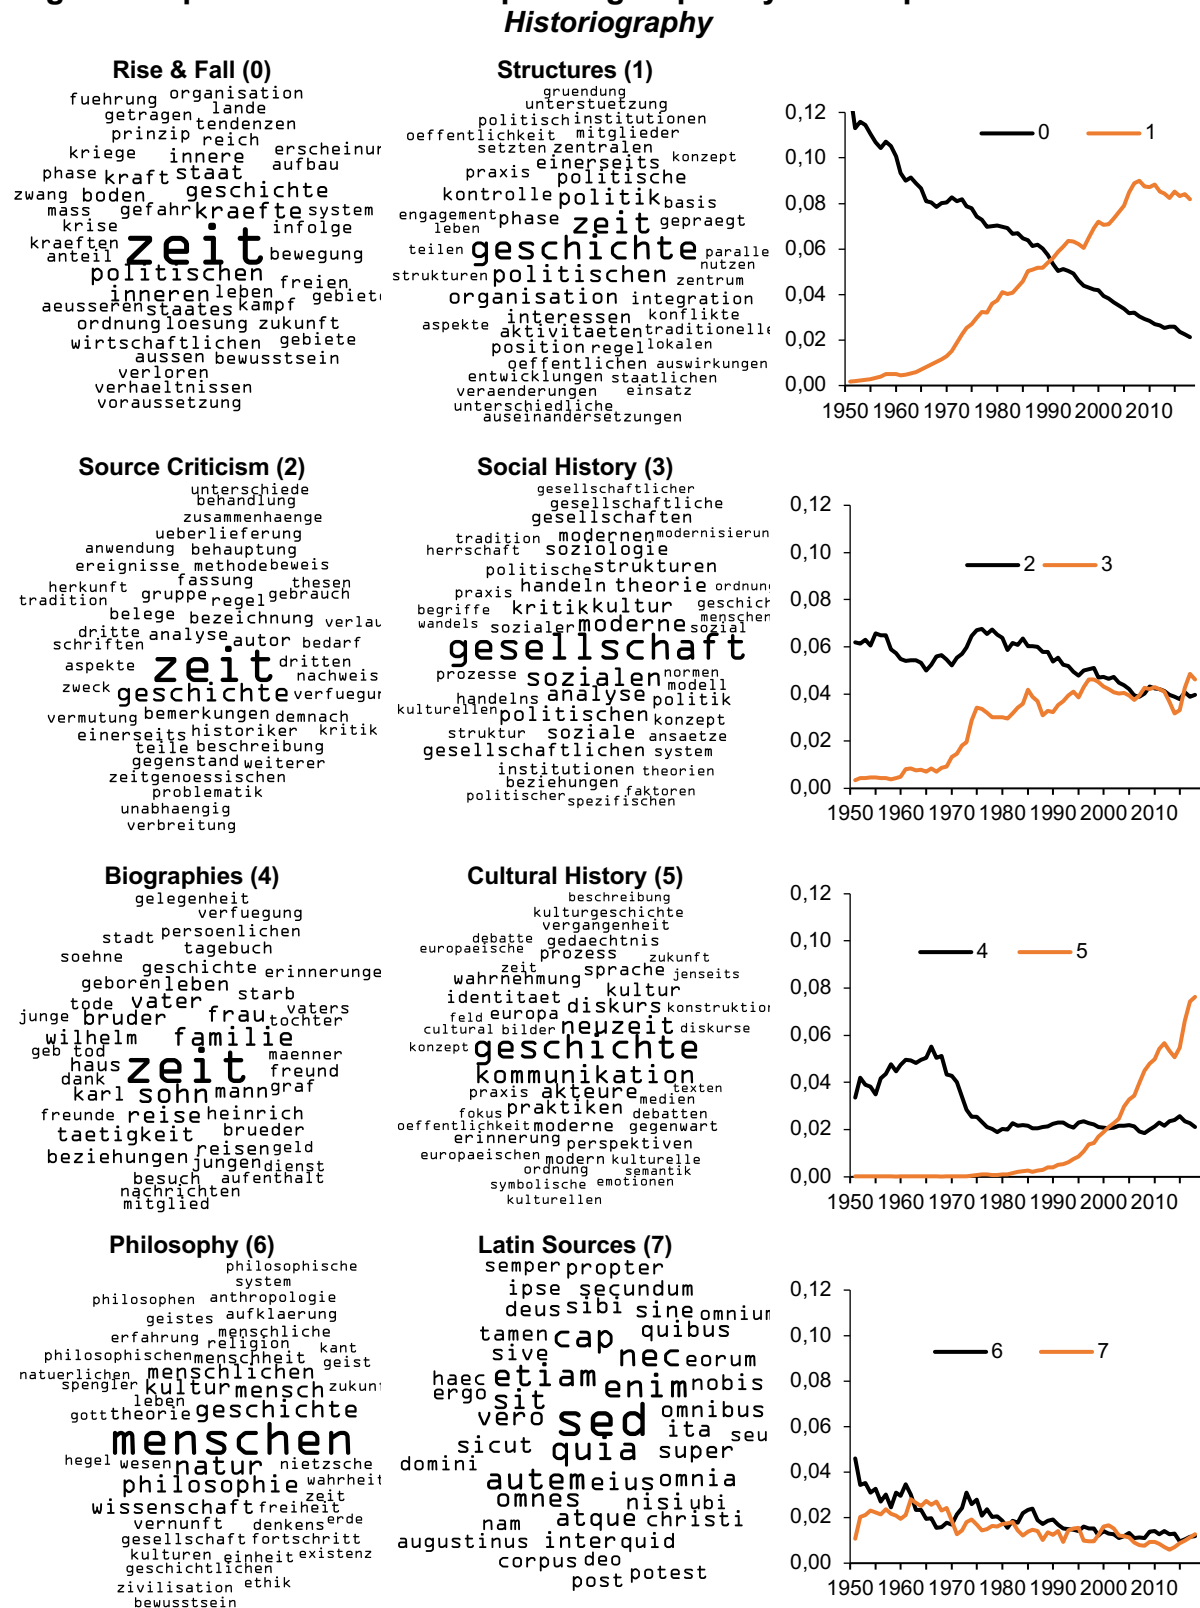 Historiography
Rise & Fall (0)
fuehrung organisation
getragen lande
prinzip tendenzen
reich
kriege innere
aufbau
phase kraft staat
zwang boden geschichte
mass gefahr kraefte system
krise infolge
kraeften zeit bewegung
anteil
politischen
inneren leben freien
aeusseren staates kampf
ordnung loesung zukunft
wirtschaftlichen gebiete
aussen bewusstsein
verloren
verhaeltnissen
voraussetzung
Structures (1)
gruendung
unterstuetzung
politisch institutionen
oeffentlichkeit mitglieder
setzten zentralen
einerseits konzept
praxis politische
kontrolle politik basis
engagement phase zeit gepraegt
leben
teilen geschichte
nutzen
strukturen politischen zentrum
organisation integration
interessen konflikte
aspekte aktivitaeten
position regel lokalen
oeffentlichen auswirkungen
entwicklungen staatlichen
veraenderungen einsatz
unterschiedliche
auseinandersetzungen
0,12
0,10
0,08
0,06
0,04
0,02
0,00
0 1
1950 1960 1970 1980 1990 2000 2010
Source Criticism (2)
unterschiede
behandlung
zusammenhaenge
ueberlieferung
anwendung behauptung
ereignisse methode beweis
herkunft fassung thesen
tradition gruppe regel gebrauch
belege bezeichnung
dritte analyse autor bedarf
schriften
aspekte zeit dritten
nachweis
zweck geschichte
vermutung bemerkungen demnach
einerseits historiker kritik
teile beschreibung
gegenstand weiterer
zeitgenoessischen
problematik
unabhaengig
verbreitung
Social History (3)
gesellschaftlicher
gesellschaftliche
gesellschaften
tradition modernen
herrschaft soziologie
politische strukturen
praxis handeln theorie
begriffe kritik kultur
wandels sozialer moderne sozial menschen
gesellschaft
prozesse sozialen normen
modell
handelns analyse politik
kulturellen politischen konzept
struktur soziale ansaetze
gesellschaftlichen system
institutionen theorien
beziehungen faktoren
politischer spezifischen
0,12
0,10
0,08
0,06
0,04
0,02
0,00
2 3
1950 1960 1970 1980 1990 2000 2010
Biographies (4)
gelegenheit
verfuegung
stadt persoenlichen
soehne tagebuch
geschichte
geboren leben starb
tode vater vaters
junge bruder frau tochter
wilhelm familie
geb tod maenner
haus zeit freund
dank
karl sohn mann graf
freunde reise heinrich
taetigkeit brueder
beziehungen reisen geld
jungen dienst
besuch aufenthalt
nachrichten
mitglied
Cultural History (5)
beschreibung
kulturgeschichte
vergangenheit
debatte gedaechtnis
europaeische prozess zukunft
zeit sprache jenseits
wahrnehmung kultur
identitaet diskurs
feld europa
cultural bilder neuzeit diskurse
konzept geschichte
kommunikation
praxis akteure texten
medien
fokus praktiken debatten
oeffentlichkeit moderne gegenwart
erinnerung perspektiven
europaeischen modern kulturelle
ordnung semantik
symbolische emotionen
kulturellen
0,12
0,10
0,08
0,06
0,04
0,02
0,00
4 5
1950 1960 1970 1980 1990 2000 2010
Philosophy (6)
philosophische
system
philosophen anthropologie
geistes aufklaerung
erfahrung menschliche
religion kant
philosophischen menschheit geist
natuerlichen menschlichen
spengler kultur mensch
leben
gott theorie geschichte
menschen
hegel wesen natur nietzsche
philosophie
zeit
wissenschaft freiheit
vernunft denkens erde
gesellschaft fortschritt
kulturen einheit existenz
geschichtlichen
zivilisation ethik
bewusstsein
Latin Sources (7)
semper propter
ipse secundum
deus sibi sine
tamen cap quibus
sive nec eorum
haec etiam enim nobis
ergo sit
vero sed omnibus
ita seu
sicut quia super
domini
autem eius omnia
omnes nisi ubi
nam atque christi
augustinus inter quid
corpus deo
post potest
0,12
0,10
0,08
0,06
0,04
0,02
0,00
6 7
1950 1960 1970 1980 1990 2000 2010